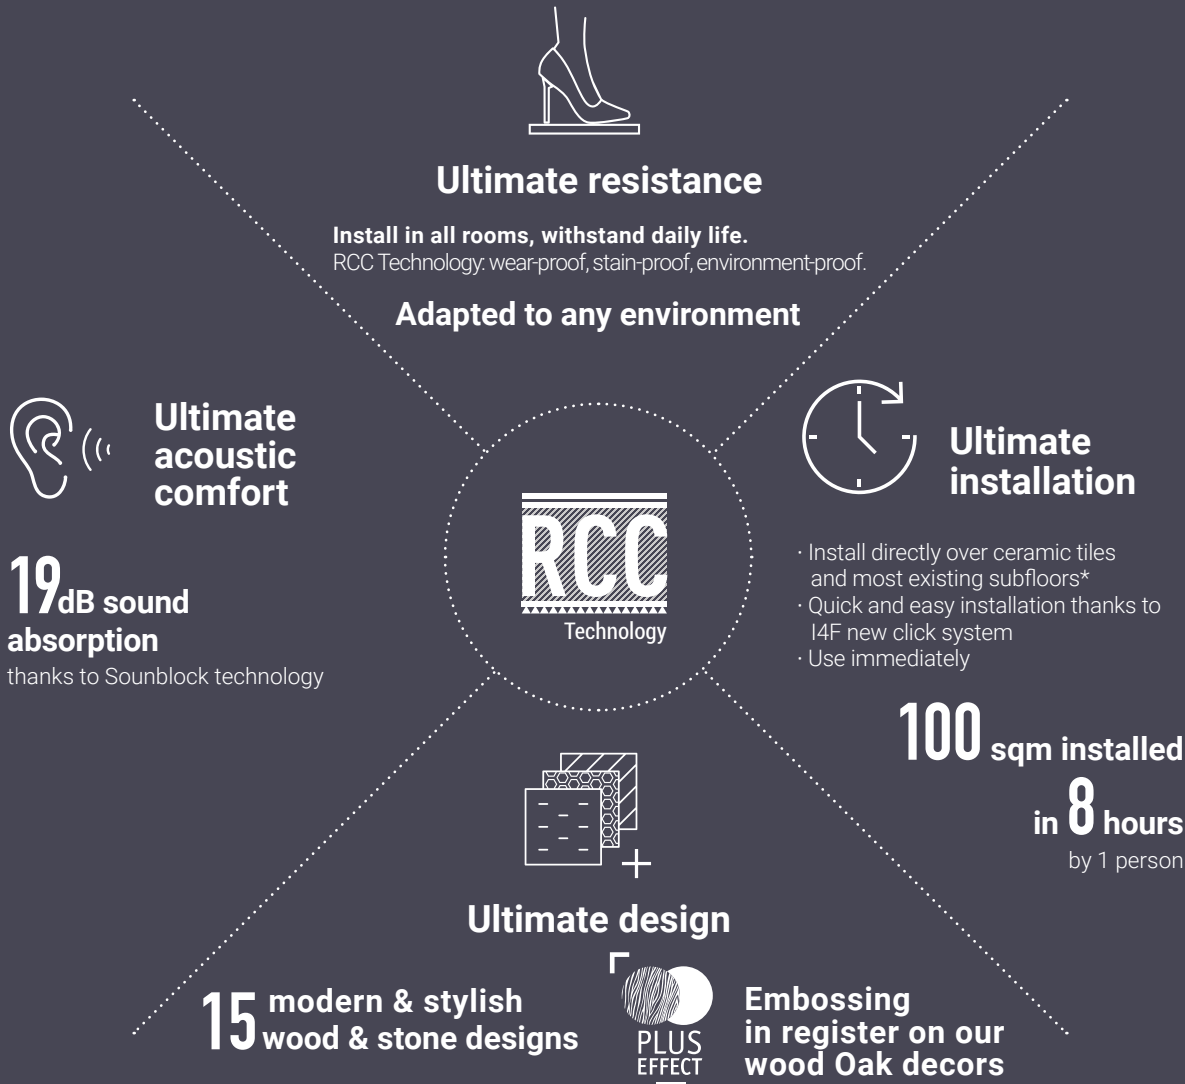 Ultimate resistance
Install in all rooms, withstand daily life.
RCC Technology: wear-proof, stain-proof, environment-proof.
Adapted to any environment
Ultimate
acoustic
comfort
19dB sound
absorption
thanks to Sounblock technology
RCC
Technology
Ultimate
installation
· Install directly over ceramic tiles
and most existing subfloors*
· Quick and easy installation thanks to
I4F new click system
· Use immediately
100 sqm installed
in 8 hours
by 1 person
Ultimate design
15 modern & stylish
wood & stone designs
PLUS
EFFECT
Embossing
in register on our
wood Oak decors